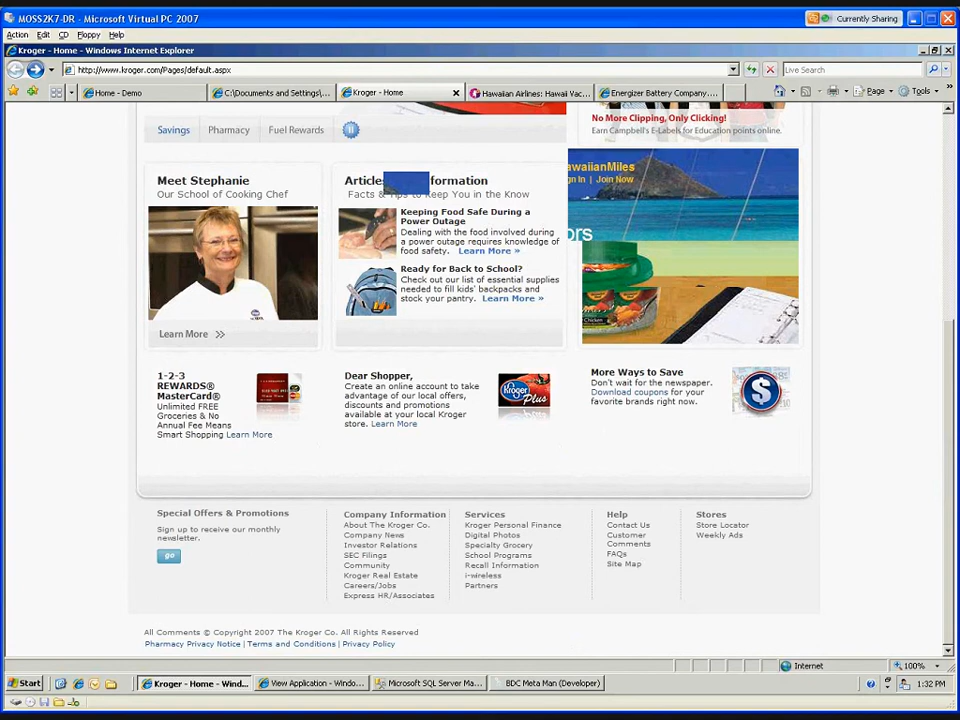 MOSS2K7-DR - Microsoft Virtual PC 2007
Currently Sharing
Action Edit CD Floppy Help
Kroger - Home - Windows Internet Explorer
http://www.kroger.com/Pages/default.aspx
Live Search
Home - Demo
C:\Documents and Settings\...
Kroger - Home
Hawaiian Airlines: Hawaii Vac...
Energizer Battery Company....
Page
Tools
No More Clipping, Only Clicking!
Earn Campbell's E-Labels for Education points online.
Savings
Pharmacy
Fuel Rewards
Meet Stephanie
Our School of Cooking Chef
Learn More
Article formation
Facts & Tips to Keep You in the Know
Keeping Food Safe During a
Power Outage
Dealing with the food involved during
a power outage requires knowledge of
food safety. Learn More »
Ready for Back to School?
Check out our list of essential supplies
needed to fill kids' backpacks and
stock your pantry. Learn More »
awaiianMiles
gn In | Join Now
ors
Chicken
1-2-3
REWARDS®
MasterCard®
Unlimited FREE
Groceries & No
Annual Fee Means
Smart Shopping Learn More
Dear Shopper,
Create an online account to take
advantage of our local offers,
discounts and promotions
available at your local Kroger
store. Learn More
Kroger
Plus
More Ways to Save
Don't wait for the newspaper.
Download coupons for your
favorite brands right now.
$
Special Offers & Promotions
Sign up to receive our monthly
newsletter.
go
Company Information
About The Kroger Co.
Company News
Investor Relations
SEC Filings
Community
Kroger Real Estate
Careers/Jobs
Express HR/Associates
Services
Kroger Personal Finance
Digital Photos
Specialty Grocery
School Programs
Recall Information
i-wireless
Partners
Help
Contact Us
Customer
Comments
FAQs
Site Map
Stores
Store Locator
Weekly Ads
All Comments © Copyright 2007 The Kroger Co. All Rights Reserved
Pharmacy Privacy Notice | Terms and Conditions | Privacy Policy
Internet
100%
Start
Kroger - Home - Wind...
View Application - Windo...
Microsoft SQL Server Ma...
BDC Meta Man (Developer)
1:32 PM